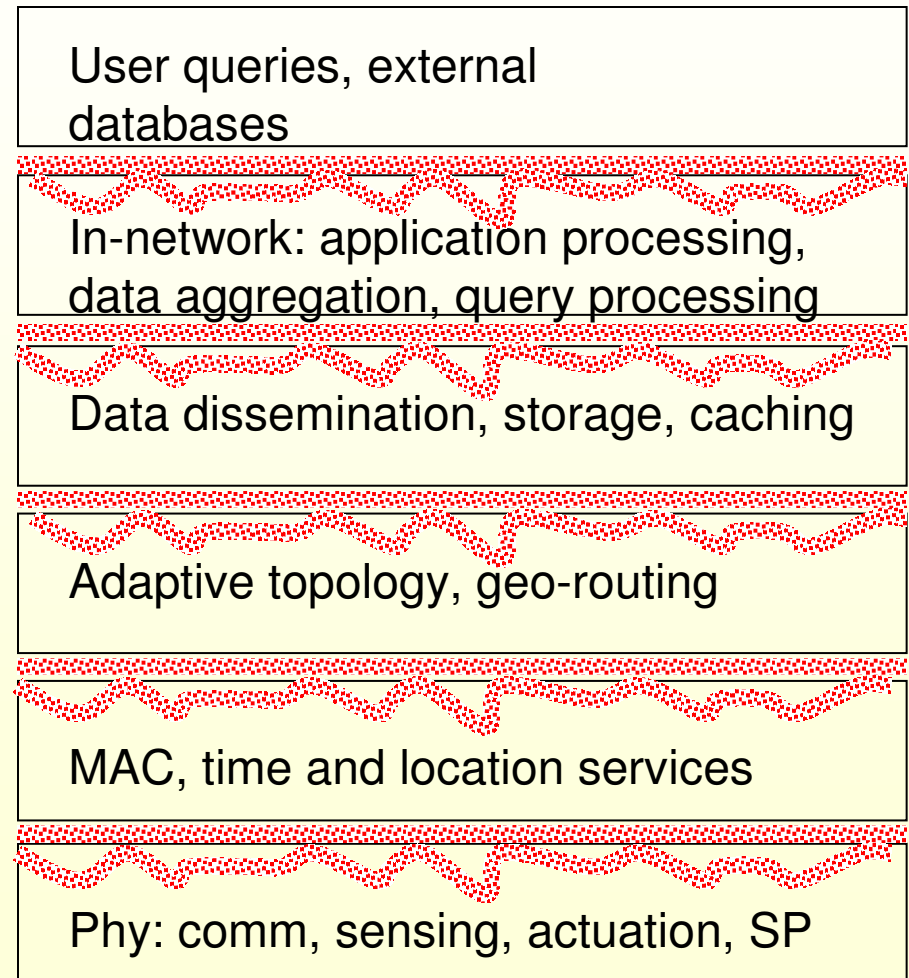 User queries, external
databases
In-network: application processing,
data aggregation, query processing
Data dissemination, storage, caching
Adaptive topology, geo-routing
MAC, time and location services
Phy: comm, sensing, actuation, SP